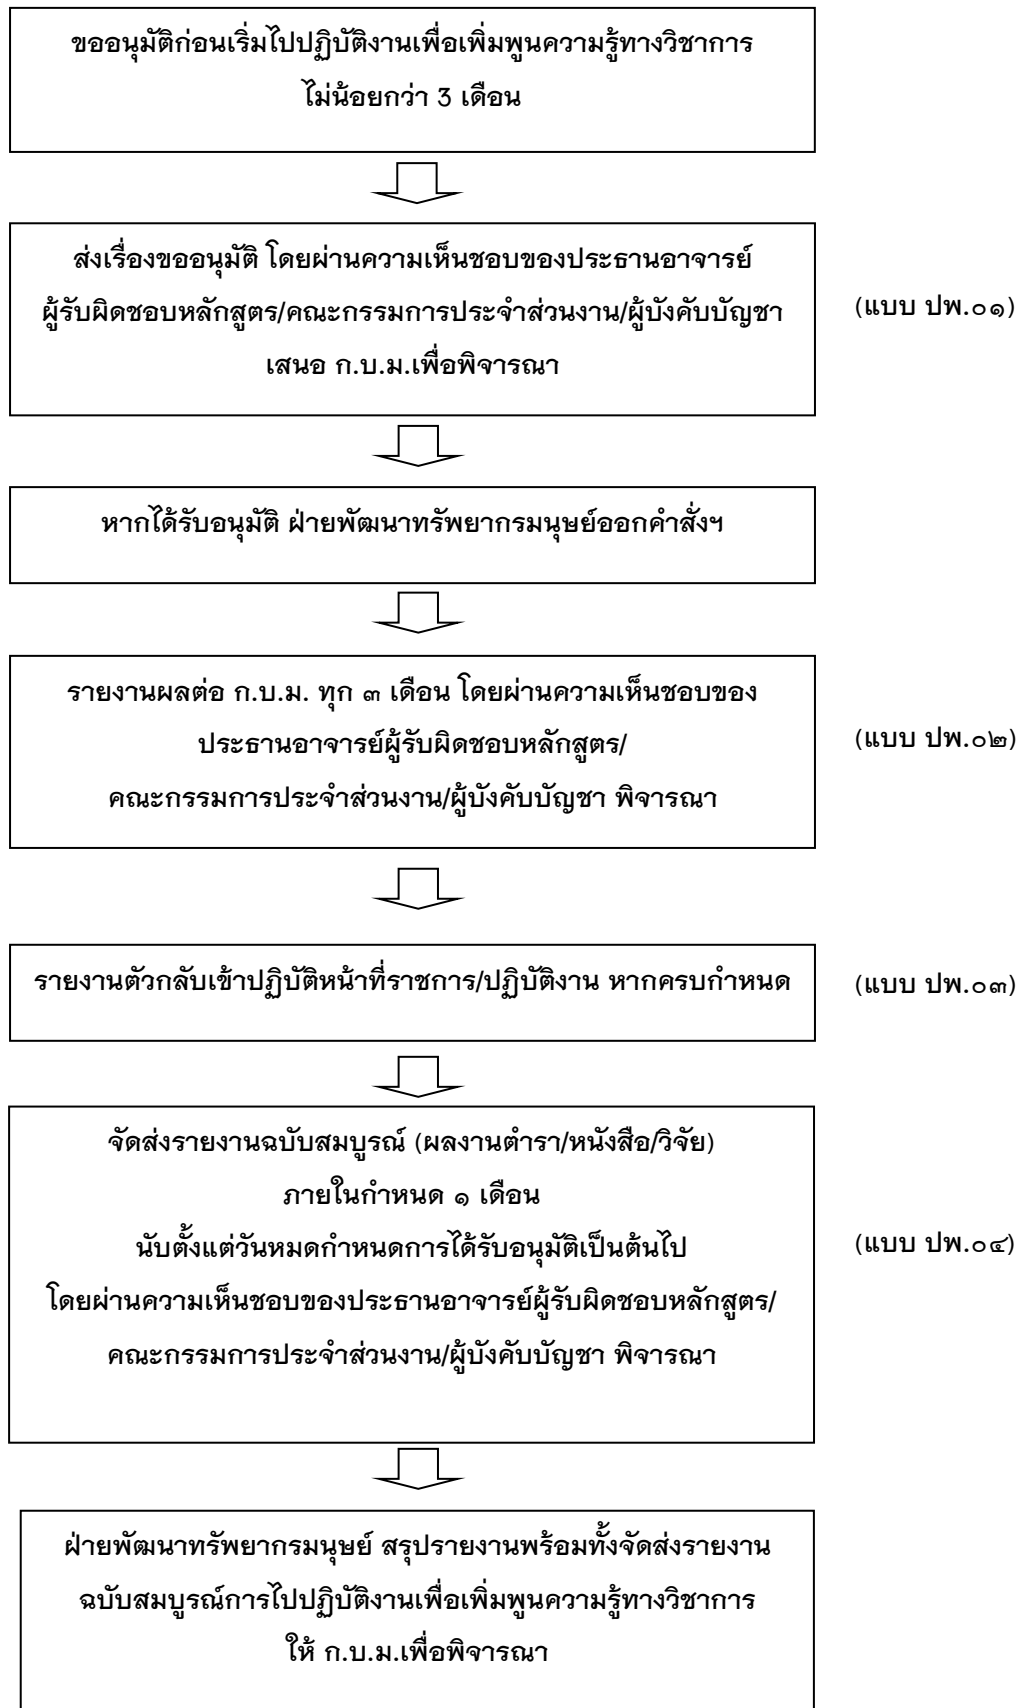 ขออนุมัติก่อนเริ่มไปปฏิบัติงานเพื่อเพิ่มพูนความรู้ทางวิชาการ
ไม่น้อยกว่า 3 เดือน
ส่งเรื่องขออนุมัติ โดยผ่านความเห็นชอบของประธานอาจารย์
ผู้รับผิดชอบหลักสูตร/คณะกรรมการประจำส่วนงาน/ผู้บังคับบัญชา
เสนอ ก.บ.ม.เพื่อพิจารณา
(แบบ ปพ.๐๑)
หากได้รับอนุมัติ ฝ่ายพัฒนาทรัพยากรมนุษย์ออกคำสั่งฯ
รายงานผลต่อ ก.บ.ม. ทุก ๓ เดือน โดยผ่านความเห็นชอบของ
ประธานอาจารย์ผู้รับผิดชอบหลักสูตร/
คณะกรรมการประจำส่วนงาน/ผู้บังคับบัญชา พิจารณา
(แบบ ปพ.๐๒)
รายงานตัวกลับเข้าปฏิบัติหน้าที่ราชการ/ปฏิบัติงาน หากครบกำหนด
(แบบ ปพ.๐๓)
จัดส่งรายงานฉบับสมบูรณ์ (ผลงานตำรา/หนังสือ/วิจัย)
ภายในกำหนด ๑ เดือน
นับตั้งแต่วันหมดกำหนดการได้รับอนุมัติเป็นต้นไป
โดยผ่านความเห็นชอบของประธานอาจารย์ผู้รับผิดชอบหลักสูตร/
คณะกรรมการประจำส่วนงาน/ผู้บังคับบัญชา พิจารณา
(แบบ ปพ.๐๔)
ฝ่ายพัฒนาทรัพยากรมนุษย์ สรุปรายงานพร้อมทั้งจัดส่งรายงาน
ฉบับสมบูรณ์การไปปฏิบัติงานเพื่อเพิ่มพูนความรู้ทางวิชาการ
ให้ ก.บ.ม.เพื่อพิจารณา